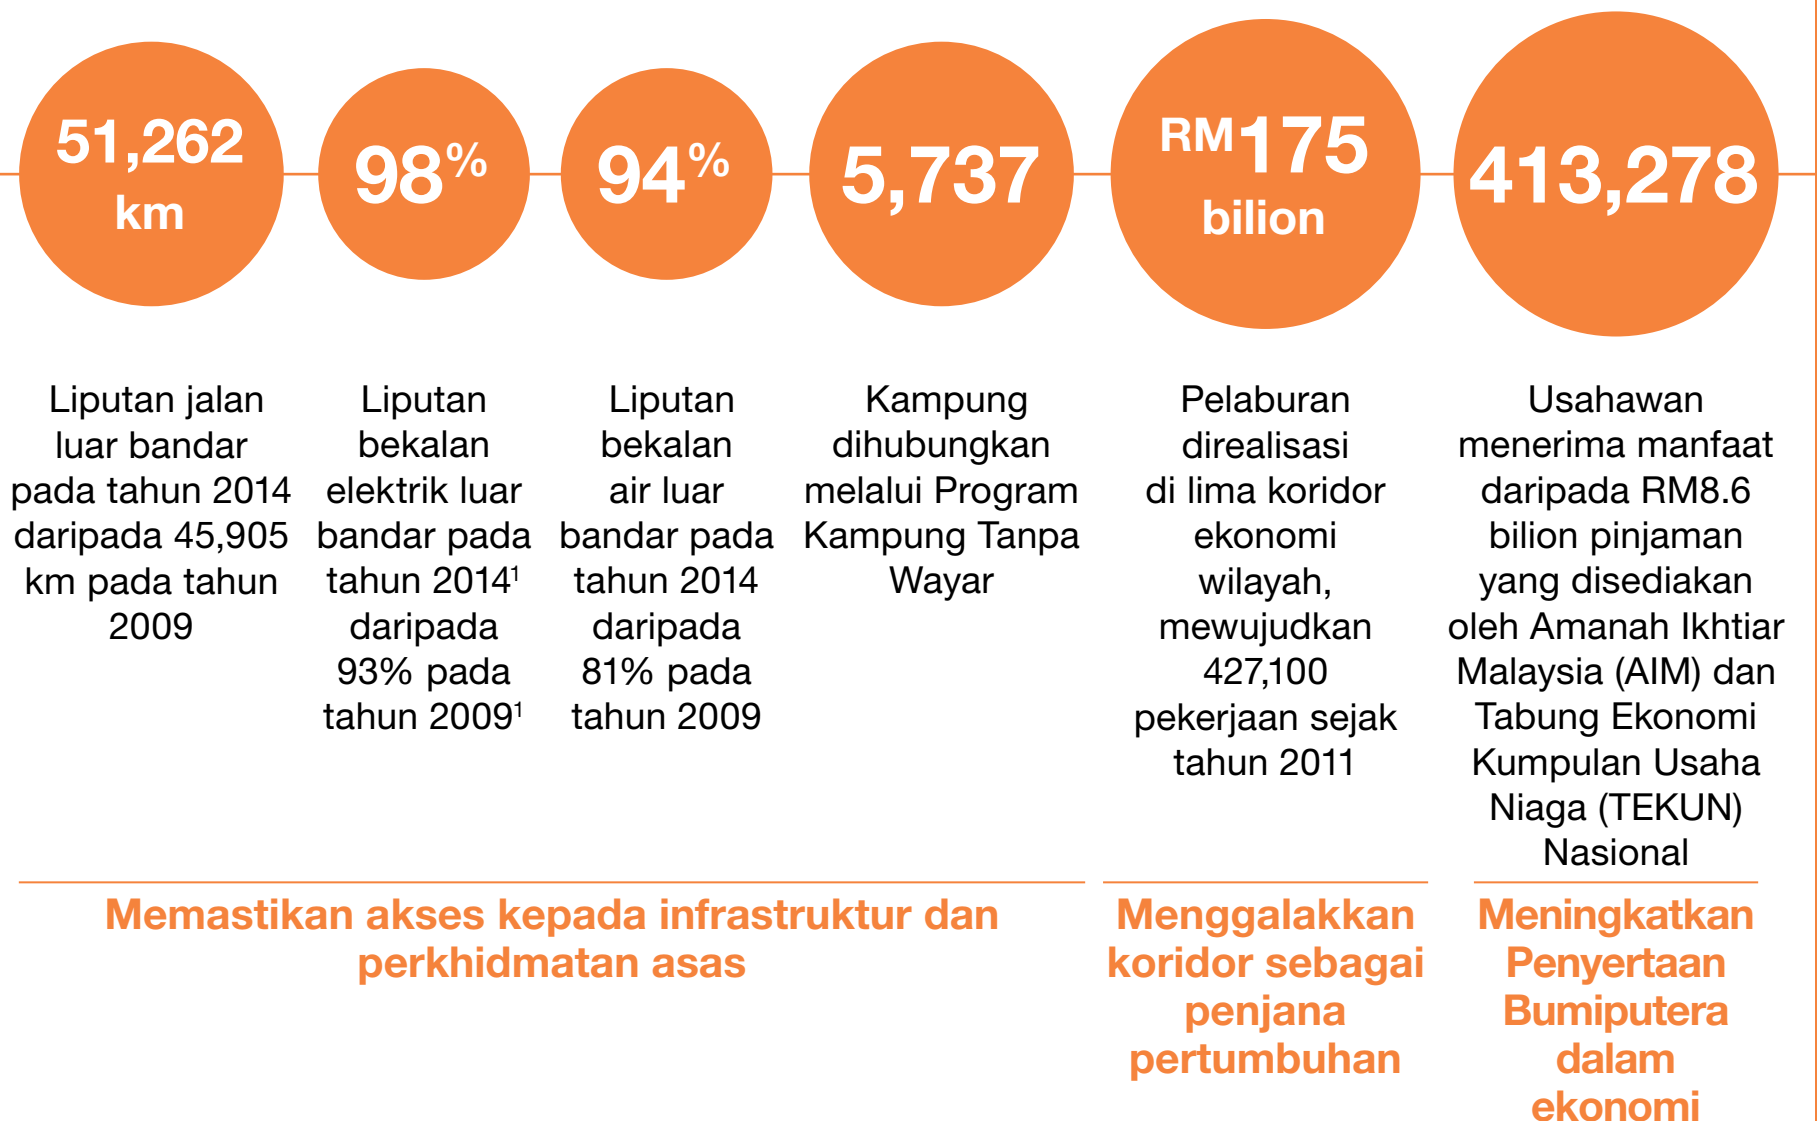 51,262
km
98%
94%
5,737
RM175
bilion
413,278
Liputan jalan
luar bandar
pada tahun 2014
daripada 45,905
km pada tahun
2009
Liputan
bekalan
elektrik luar
bandar pada
tahun 2014¹
daripada
93% pada
tahun 2009¹
Liputan
bekalan
air luar
bandar pada
tahun 2014
daripada
81% pada
tahun 2009
Kampung
dihubungkan
melalui Program
Kampung Tanpa
Wayar
Pelaburan
direalisasi
di lima koridor
ekonomi
wilayah,
mewujudkan
427,100
pekerjaan sejak
tahun 2011
Usahawan
menerima manfaat
daripada RM8.6
bilion pinjaman
yang disediakan
oleh Amanah Ikhtiar
Malaysia (AIM) dan
Tabung Ekonomi
Kumpulan Usaha
Niaga (TEKUN)
Nasional
Memastikan akses kepada infrastruktur dan
perkhidmatan asas
Menggalakkan
koridor sebagai
penjana
pertumbuhan
Meningkatkan
Penyertaan
Bumiputera
dalam
ekonomi